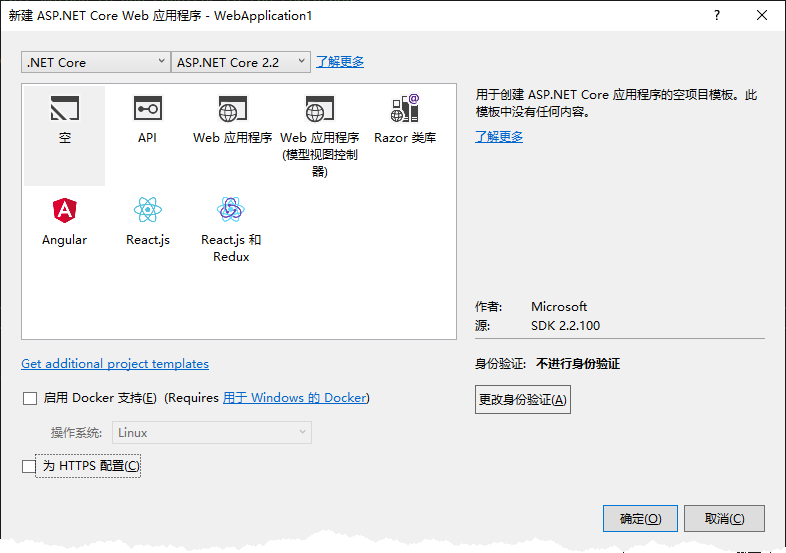 新建 ASP.NET Core Web 应用程序 - WebApplication1
?
.NET Core
ASP.NET Core 2.2
了解更多
空
API
Web 应用程序
Web 应用程序
(模型视图控制
器)
Razor 类库
Angular
React.js
React.js 和
Redux
用于创建 ASP.NET Core 应用程序的空项目模板。此
模板中没有任何内容。
了解更多
作者: Microsoft
源: SDK 2.2.100
Get additional project templates
启用 Docker 支持(E) (Requires 用于 Windows 的 Docker)
操作系统: Linux
为 HTTPS 配置(C)
身份验证: 不进行身份验证
更改身份验证(A)
确定(O)
取消(C)